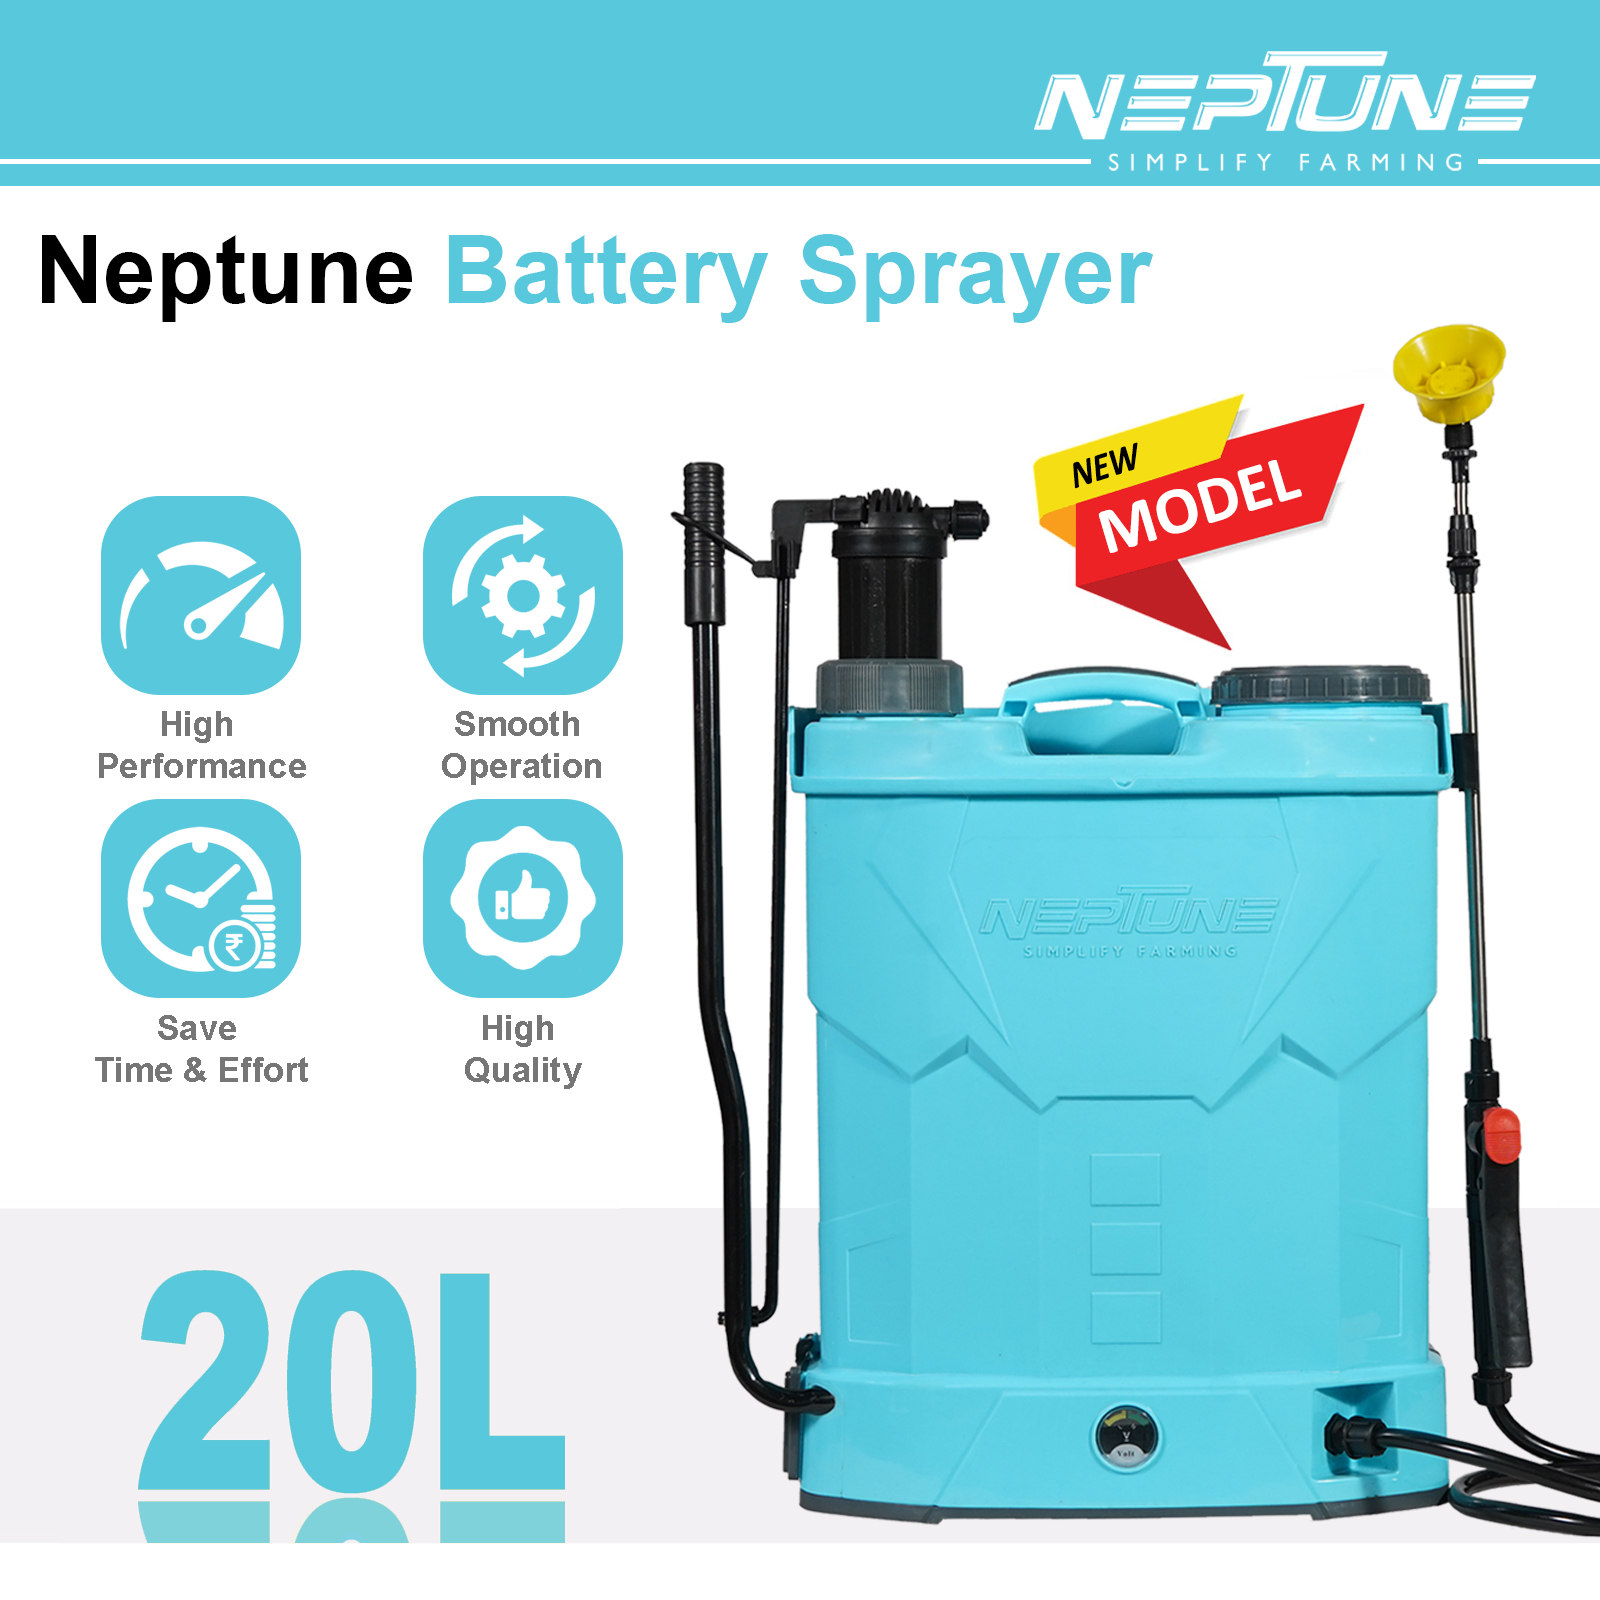 NEPTUNE
SIMPLIFY FARMING
Neptune Battery Sprayer
NEW
MODEL
High
Performance
Smooth
Operation
Save
Time & Effort
High
Quality
NEPTUNE
SIMPLIFY FARMING
20L
V
Volt